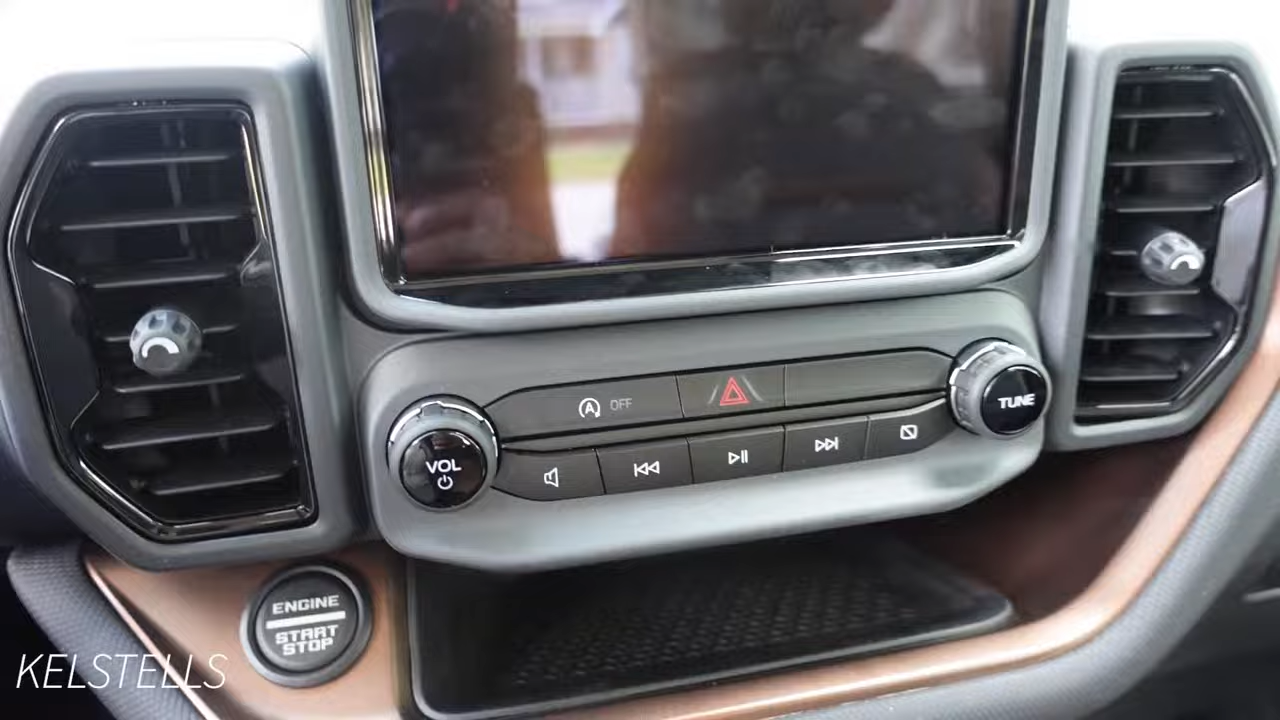 A OFF
TUNE
VOL
ENGINE
START
STOP
KELSTELLS